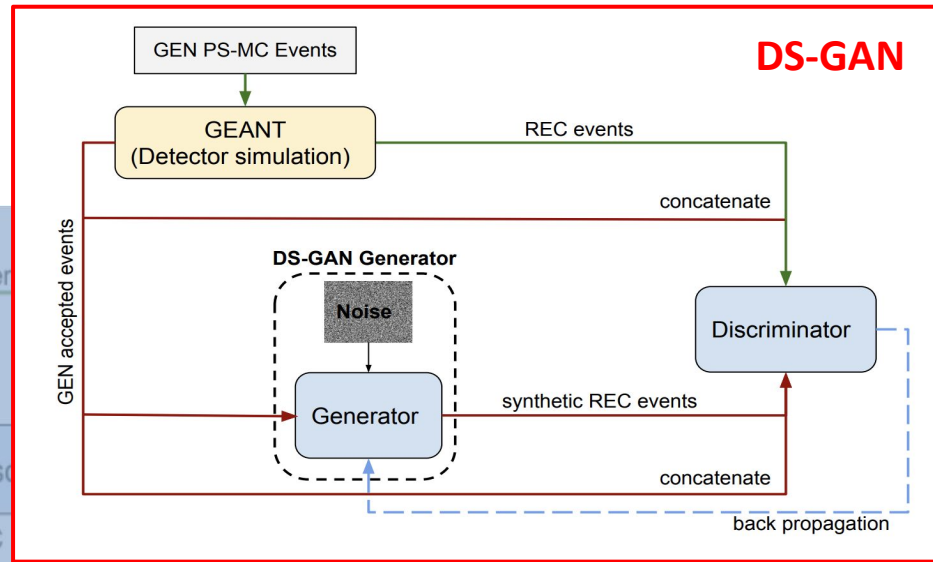 GEN PS-MC Events
DS-GAN
GEANT
(Detector simulation)
REC events
concatenate
GEN accepted events
DS-GAN Generator
Noise
Discriminator
Generator
synthetic REC events
concatenate
back propagation